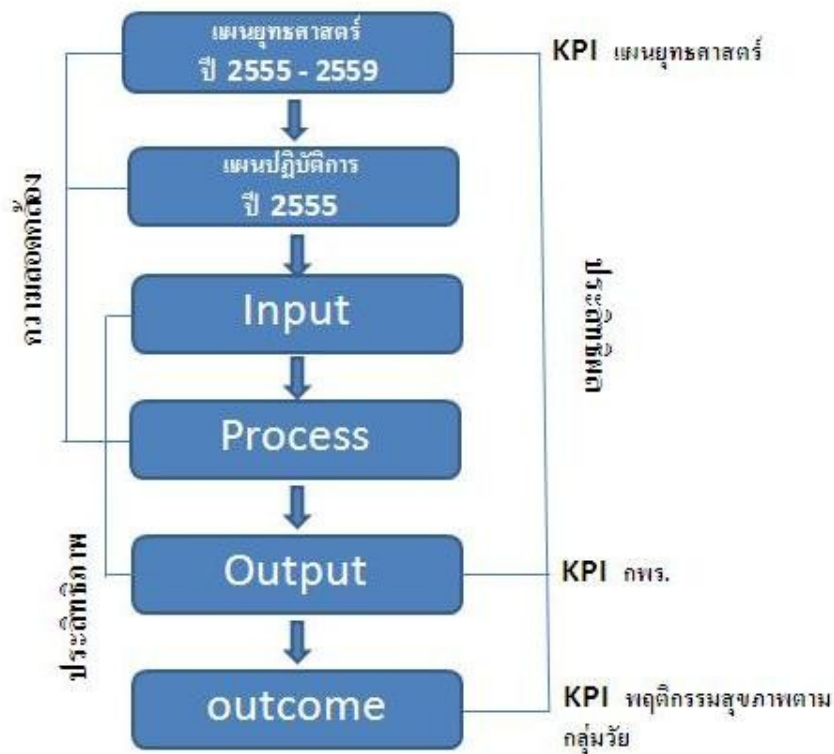 แผนยุทธศาสตร์
ปี 2555 - 2559
KPI แผนยุทธศาสตร์
แผนปฏิบัติการ
ปี 2555
ความสอดคล้อง
Input
ประสิทธิผล
Process
ประสิทธิภาพ
Output
KPI กพร.
outcome
KPI พฤติกรรมสุขภาพตาม
กลุ่มวัย